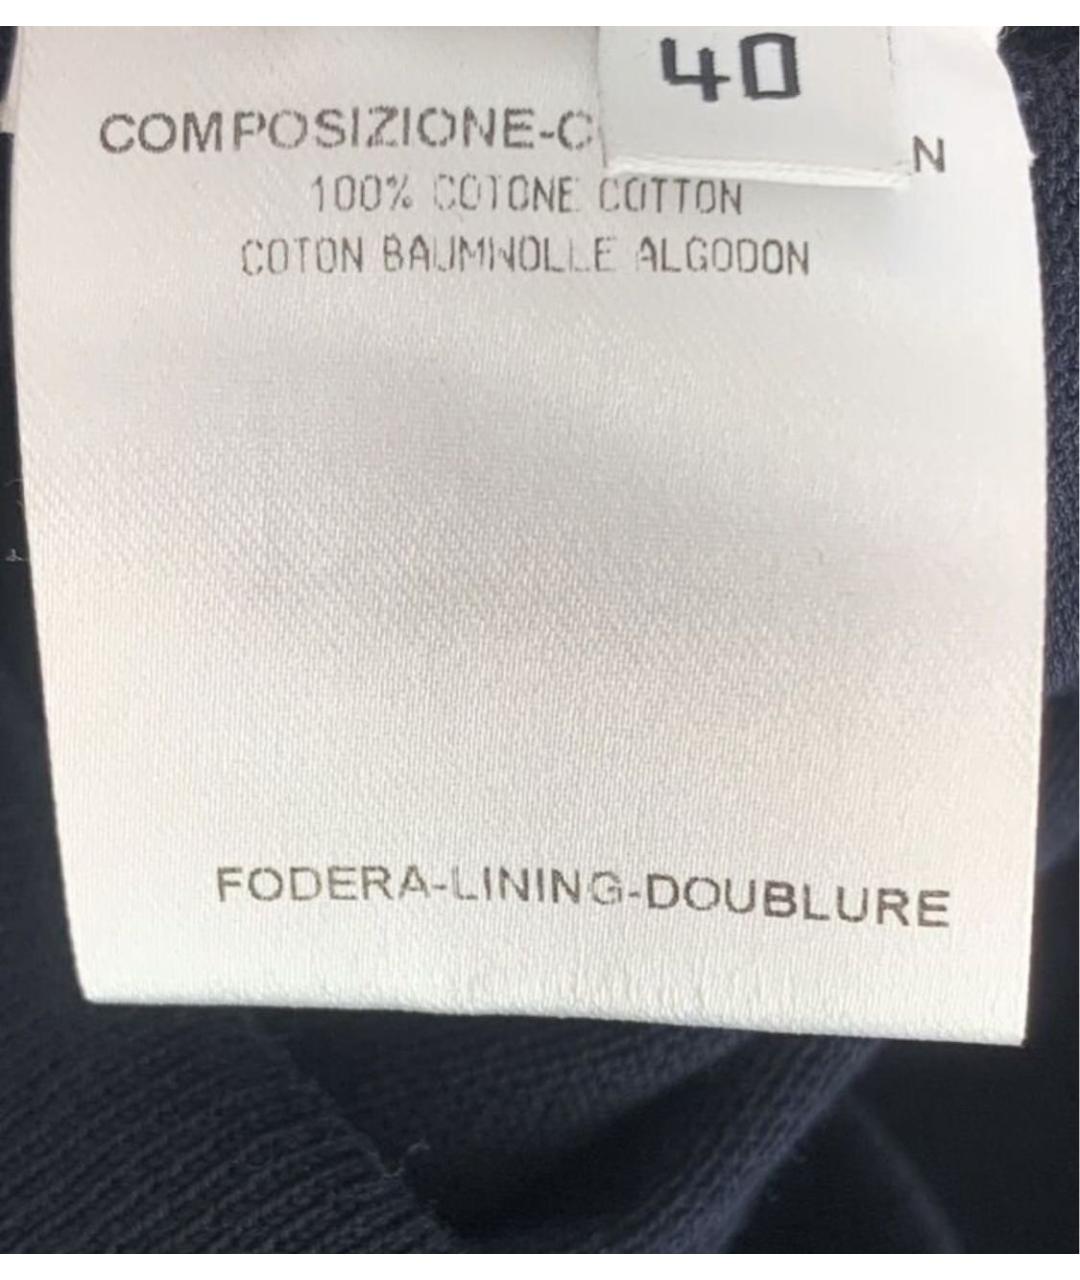 40
COMPOSIZIONE-C N
100% COTONE COTTON
COTON BAUMWOLLE ALGODON
FODERA-LINING-DOUBLURE